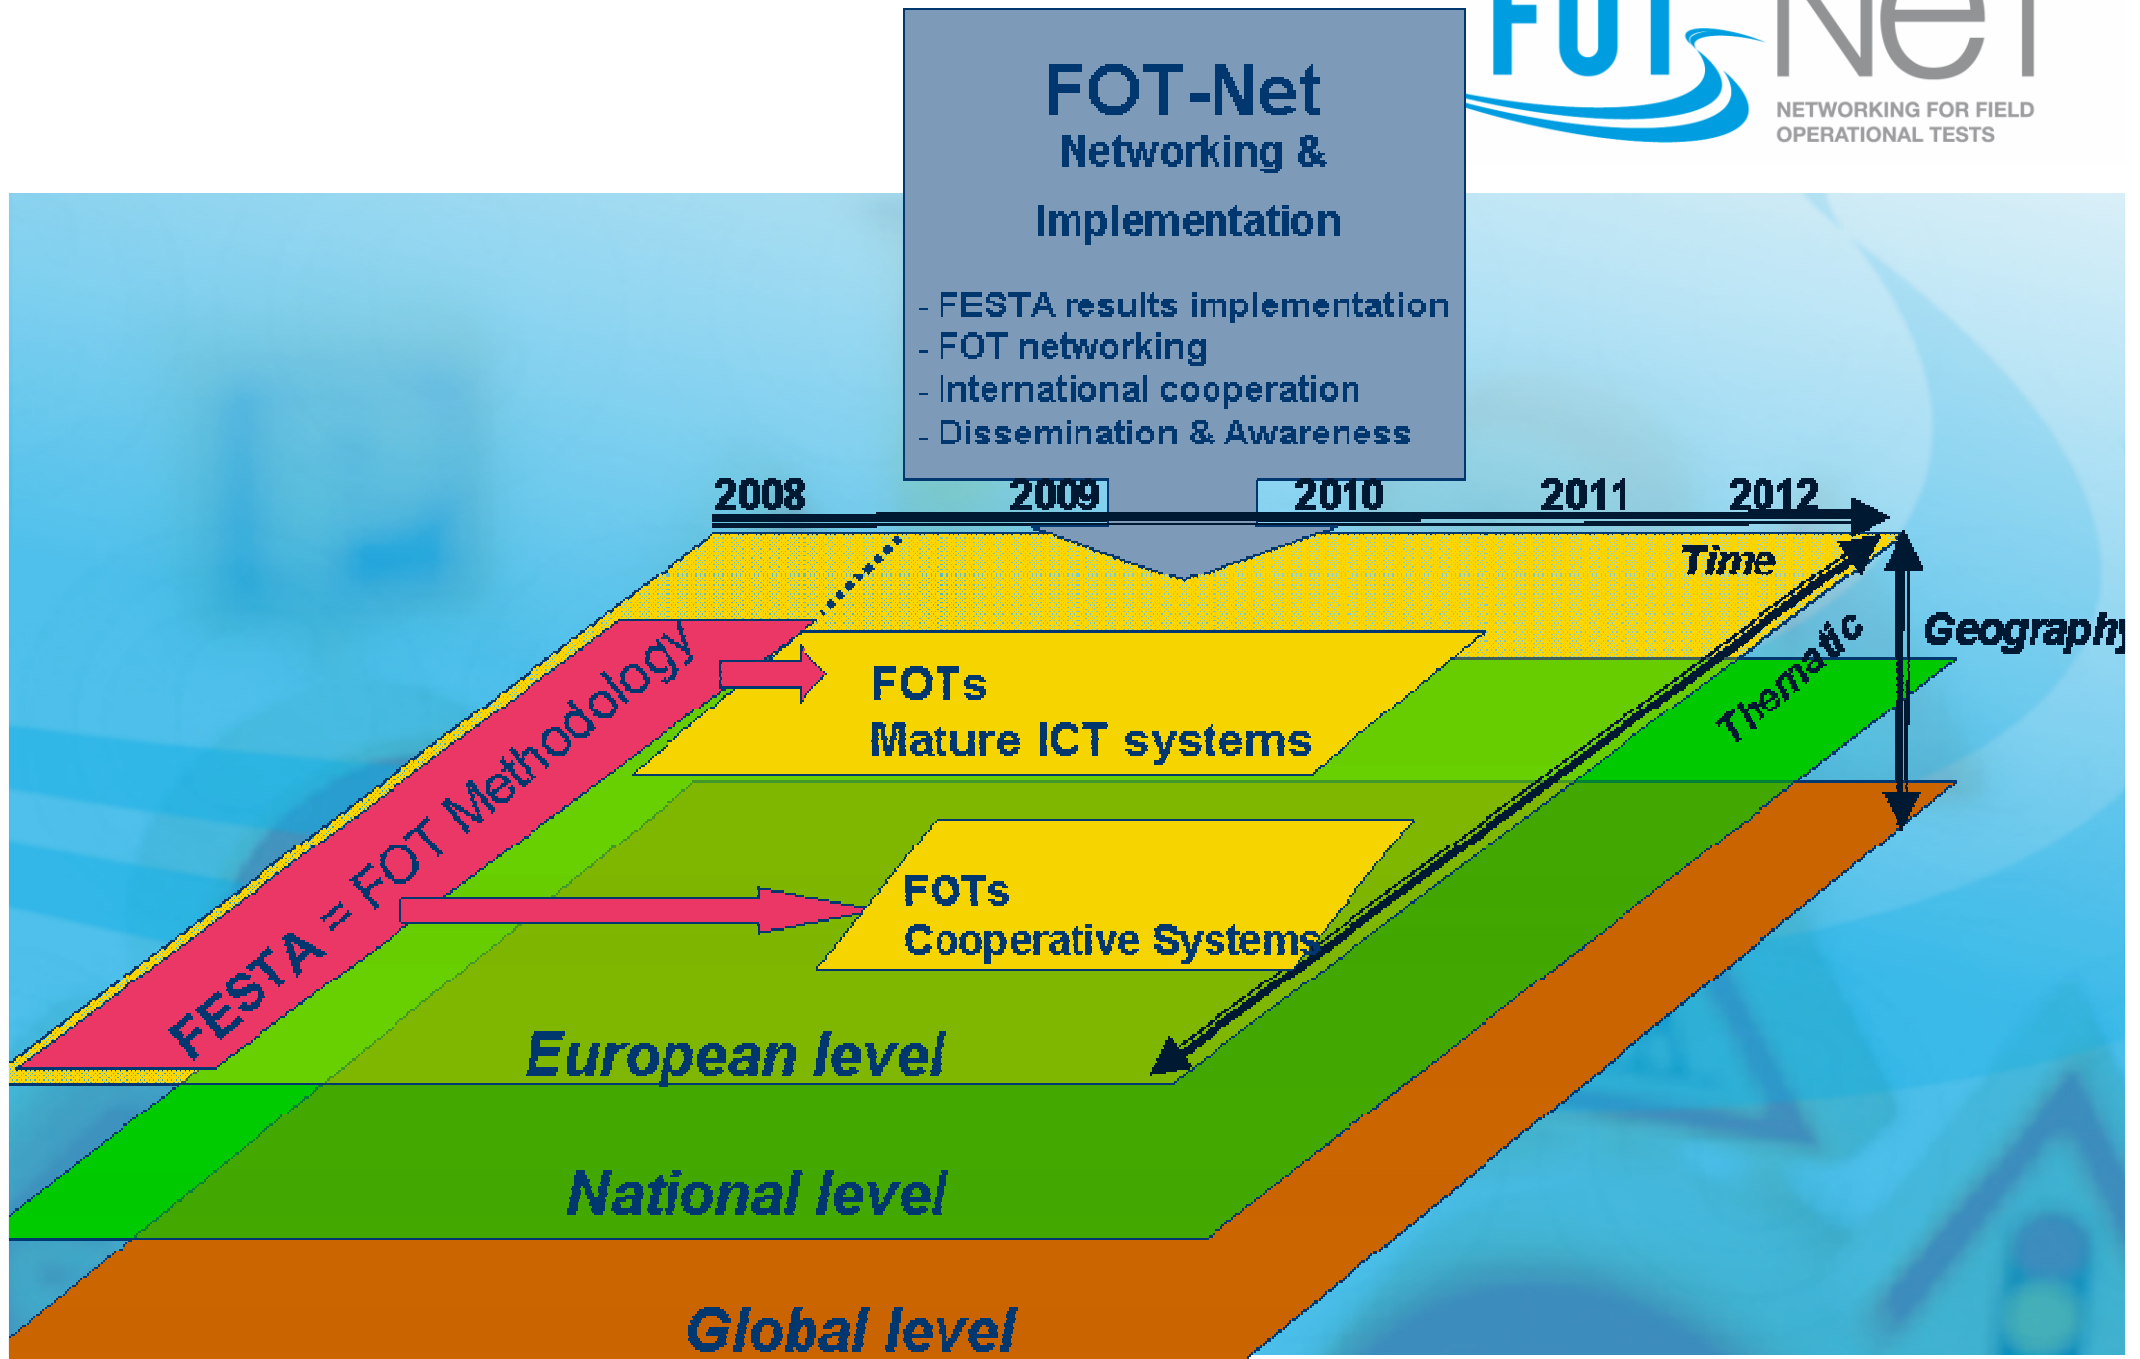 FOT-Net
NETWORKING FOR FIELD
OPERATIONAL TESTS
FOT-Net
Networking &
Implementation
- FESTA results implementation
- FOT networking
- International cooperation
- Dissemination & Awareness
2008 2009 2010 2011 2012
Time
Thematic
Geography
FESTA = FOT Methodology
FOTs
Mature ICT systems
FOTs
Cooperative Systems
European level
National level
Global level